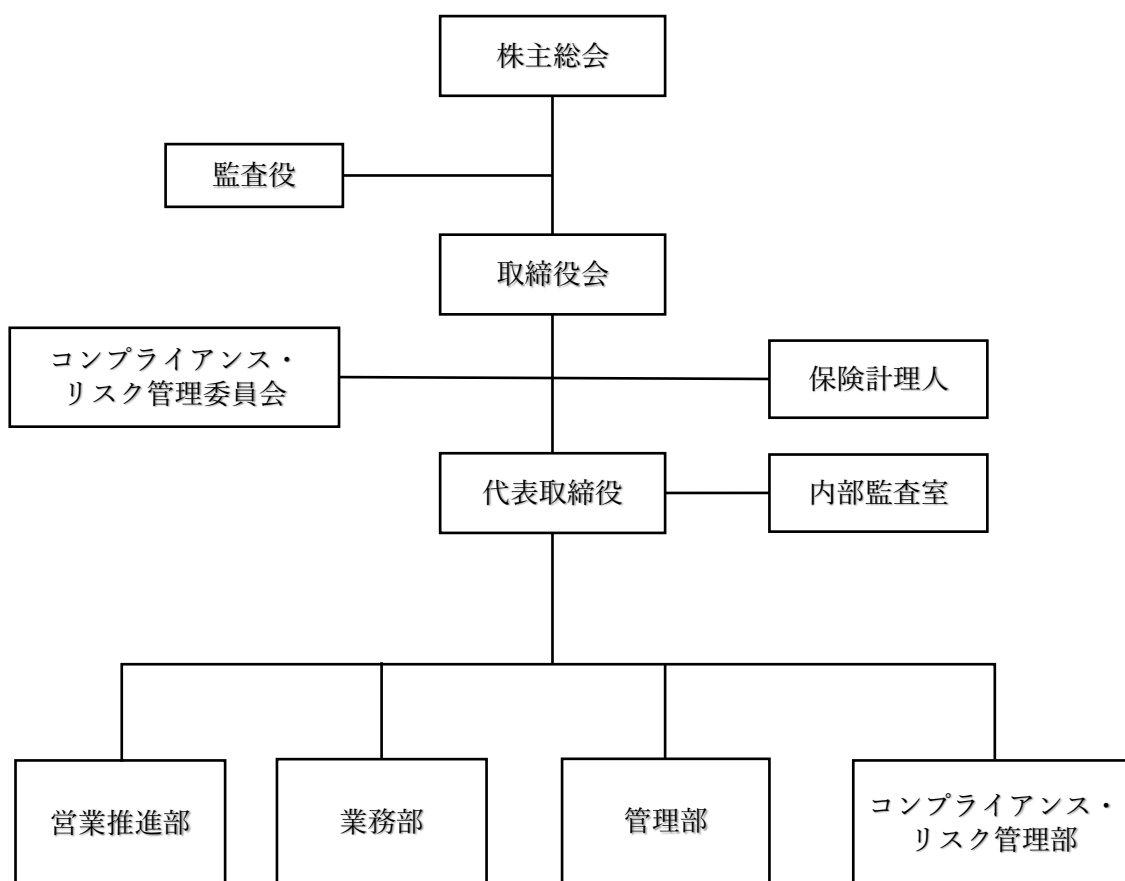 株主総会
監査役
取締役会
コンプライアンス・
リスク管理委員会
保険計理人
代表取締役
内部監査室
営業推進部
業務部
管理部
コンプライアンス・
リスク管理部